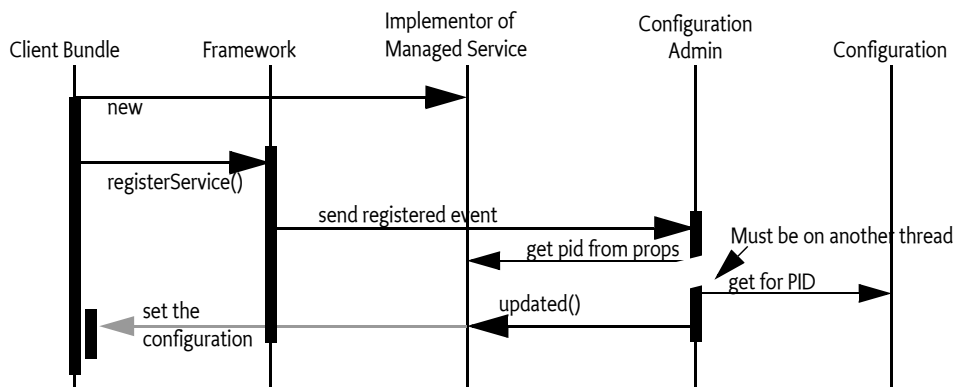 Implementor of
Configuration
Client Bundle
Framework
Managed Service
Admin
Configuration
new
registerService()
send registered event
Must be on another thread
get pid from props
get for PID
updated()
set the
configuration